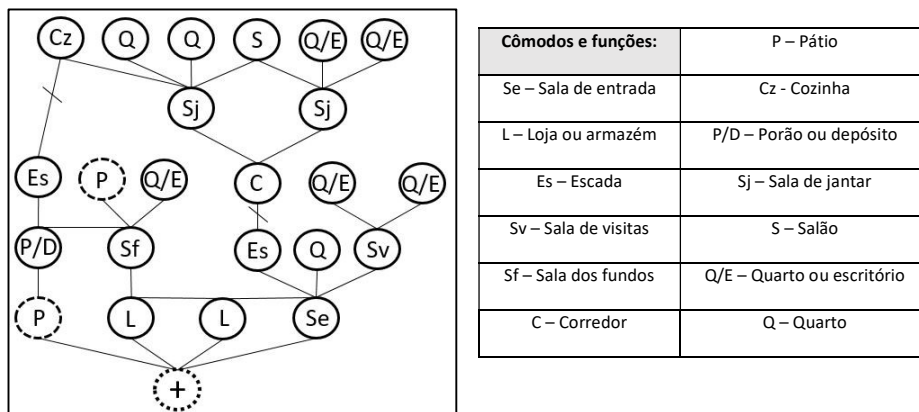 Cz Q Q S Q/E Q/E
Sj Sj
Es P Q/E C Q/E Q/E
P/D Sf Es Q Sv
P L L Se
+
Cômodos e funções: P – Pátio
Se – Sala de entrada Cz - Cozinha
L – Loja ou armazém P/D – Porão ou depósito
Es – Escada Sj – Sala de jantar
Sv – Sala de visitas S – Salão
Sf – Sala dos fundos Q/E – Quarto ou escritório
C – Corredor Q – Quarto